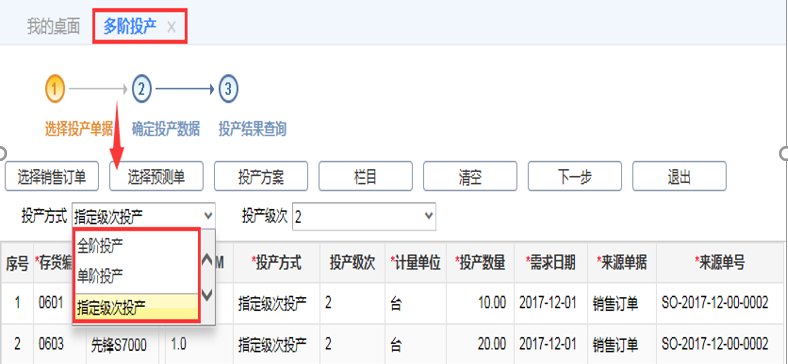 我的桌面 多阶投产 x
1 2 3
选择投产单据 确定投产数据 投产结果查询
选择销售订单 选择预测单 投产方案 栏目 清空 下一步 退出
投产方式 指定级次投产 投产级次 2
全阶投产
单阶投产
指定级次投产
序号 *存货编 M *投产方式 投产级次 *计量单位 *投产数量 *需求日期 *来源单据 *来源单号
1 0601 指定级次投产 2 台 10.00 2017-12-01 销售订单 SO-2017-12-00-0002
2 0603 先锋S7000 1.0 指定级次投产 2 台 20.00 2017-12-01 销售订单 SO-2017-12-00-0002